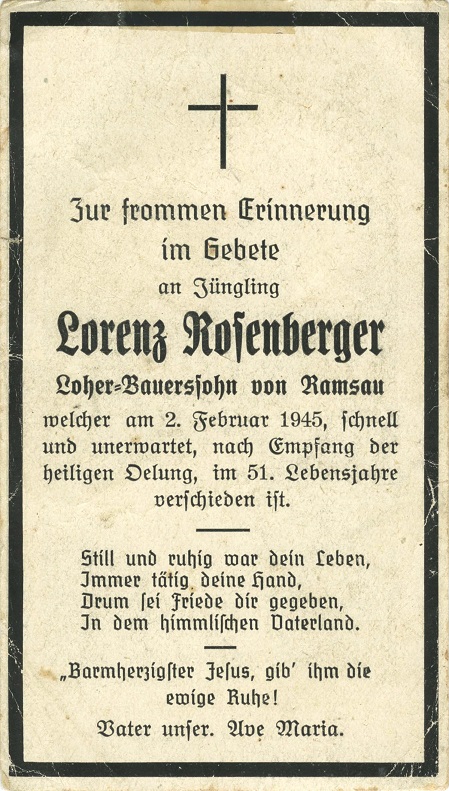 Zur frommen Erinnerung
im Gebete
an Jüngling
Lorenz Rosenberger
Loher-Bauerssohn von Ramsau
welcher am 2. Februar 1945, schnell
und unerwartet, nach Empfang der
heiligen Oelung, im 51. Lebensjahre
verschieden ist.
Still und ruhig war dein Leben,
Immer tätig deine Hand,
Drum sei Friede dir gegeben,
In dem himmlischen Vaterland.
„Barmherzigster Jesus, gib' ihm die
ewige Ruhe!
Vater unser. Ave Maria.